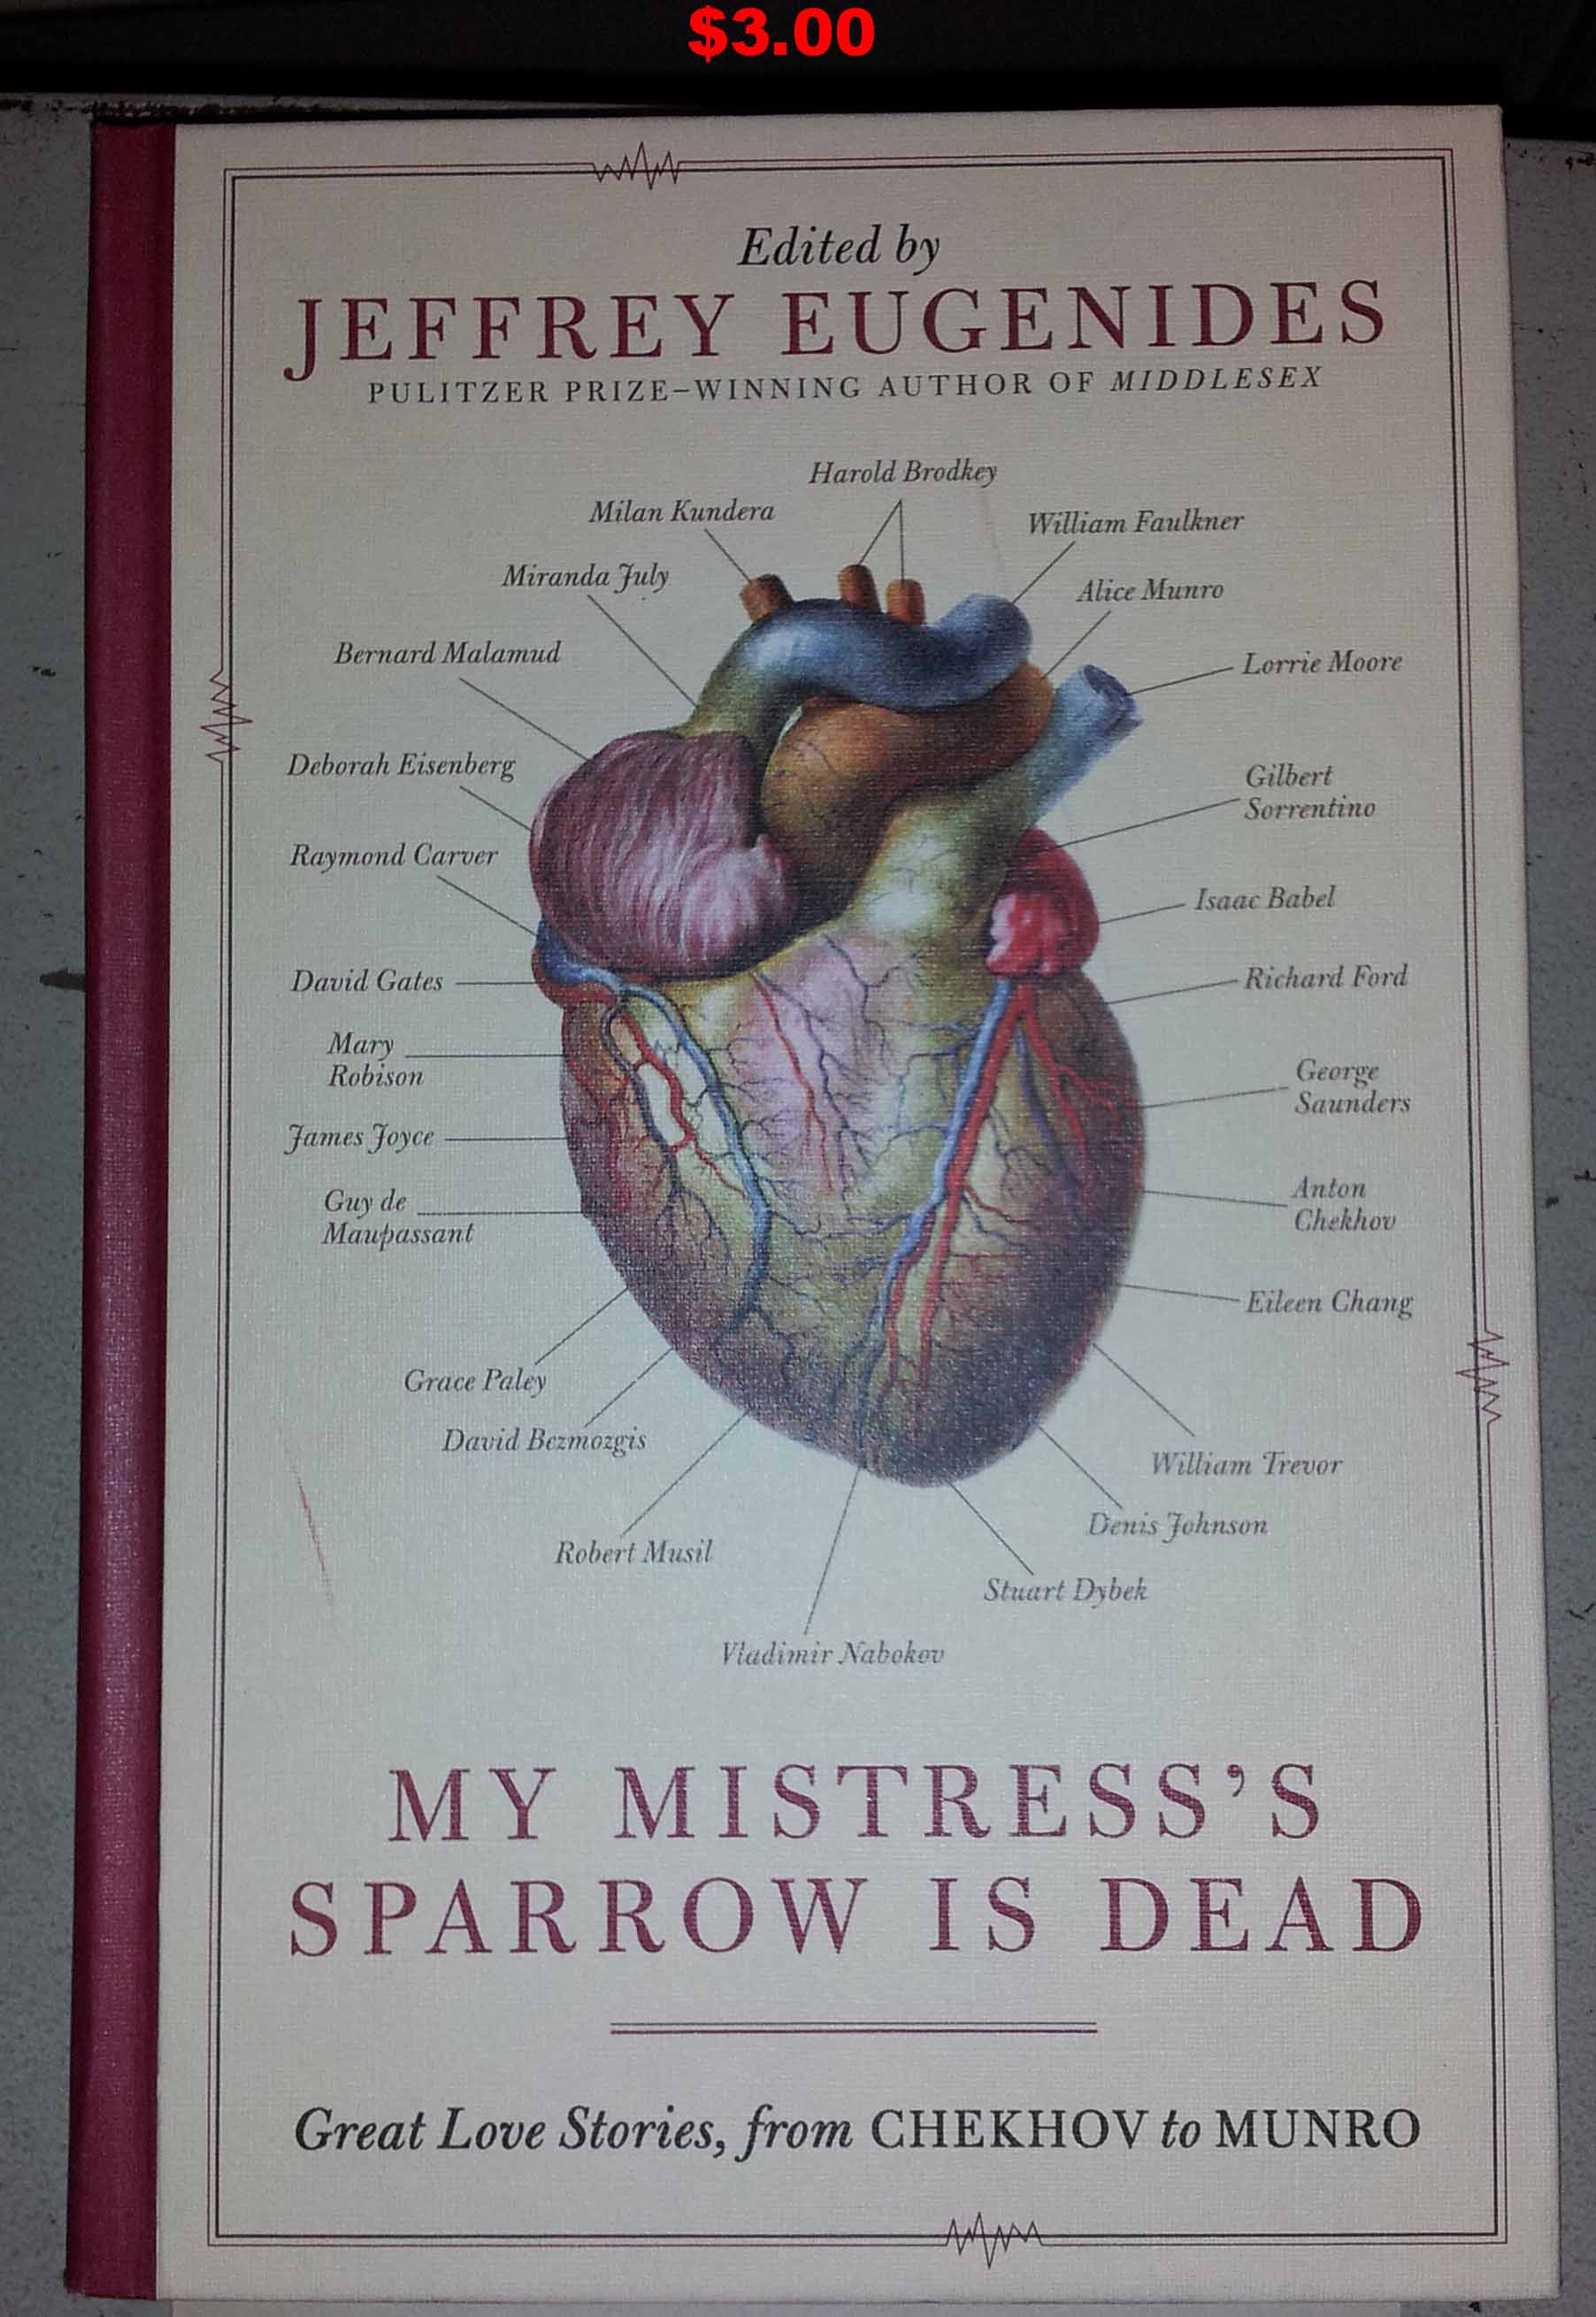 $3.00
Edited by
JEFFREY EUGENIDES
PULITZER PRIZE–WINNING AUTHOR OF MIDDLESEX
Harold Brodkey
Milan Kundera
William Faulkner
Miranda July
Alice Munro
Bernard Malamud
Lorrie Moore
Deborah Eisenberg
Gilbert
Sorrentino
Raymond Carver
Isaac Babel
David Gates
Richard Ford
Mary
Robison
George
Saunders
James Joyce
Guy de
Maupassant
Anton
Chekhov
Eileen Chang
Grace Paley
David Bezmozgis
William Trevor
Denis Johnson
Robert Musil
Stuart Dybek
Vladimir Nabokov
MY MISTRESS’S
SPARROW IS DEAD
Great Love Stories, from CHEKHOV to MUNRO